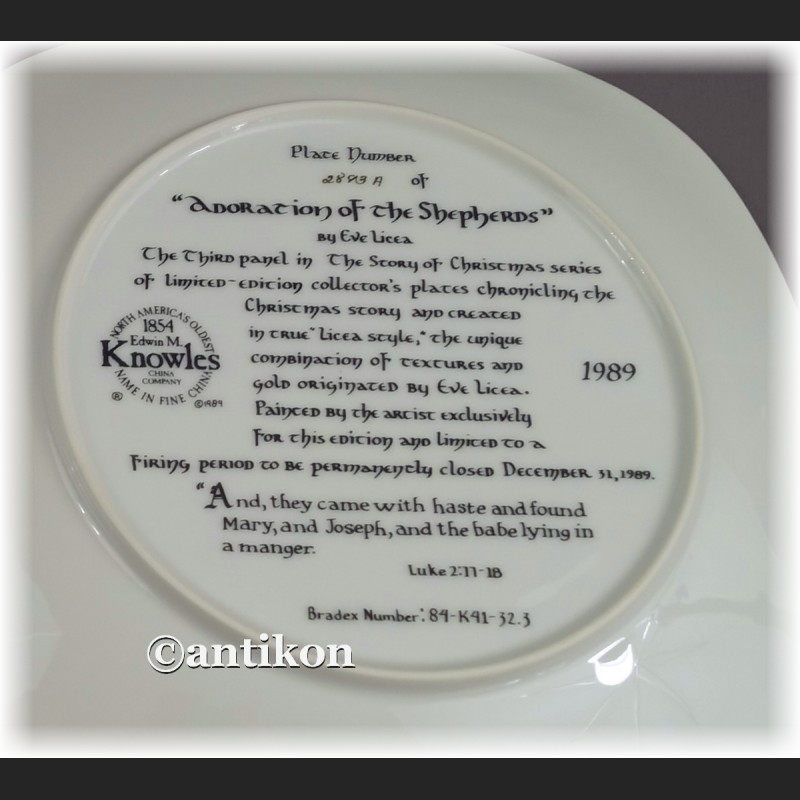 Plate Number
2893 A of
"Adoration of the Shepherds"
by Eve Licea
The Third panel in The Story of Christmas series
of limited-edition collector's plates chronicling the
Christmas story and created
in true "Licea style," the unique
combination of textures and
gold originated by Eve Licea.
Painted by the artist exclusively
for this edition and limited to a
firing period to be permanently closed December 31, 1989.
NORTH AMERICA'S OLDEST
1854
Edwin M.
Knowles
CHINA
COMPANY
NAME IN FINE CHINA
® ©1989
1989
"And, they came with haste and found
Mary, and Joseph, and the babe lying in
a manger.
Luke 2:11-18
Bradex Number: 84-K41-32.3
©antikon